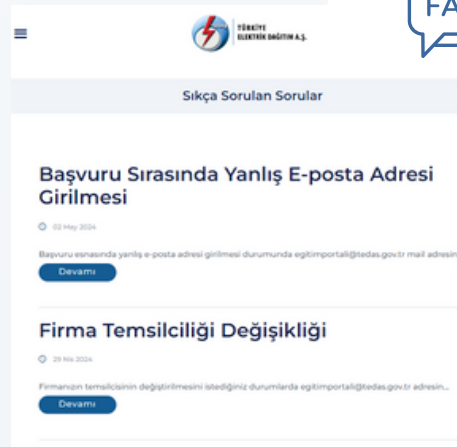 FA
TÜRKİYE
ELEKTRİK DAĞITIM A.Ş.
Sıkça Sorulan Sorular
Başvuru Sırasında Yanlış E-posta Adresi
Girilmesi
02 May 2024
Başvuru esnasında yanlış e-posta adresi girilmesi durumunda egitimportali@tedas.gov.tr mail adresin
Devamı
Firma Temsilciliği Değişikliği
29 Nis 2024
Firmanızın temsilcisinin değiştirilmesini istediğiniz durumlarda egitimportali@tedas.gov.tr adresin...
Devamı